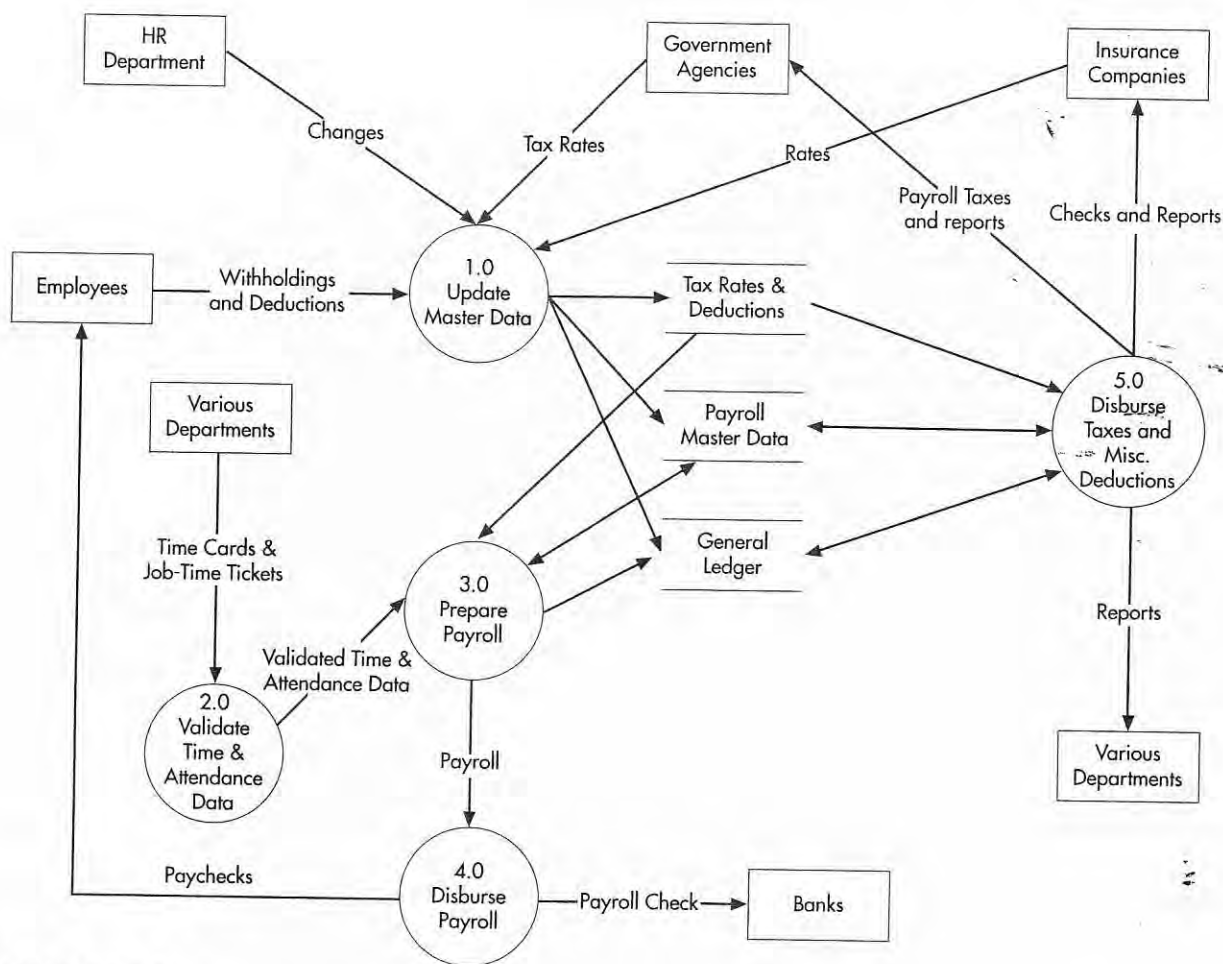 HR
Department
Government
Agencies
Insurance
Companies
Changes
Tax Rates
Rates
Payroll Taxes
and reports
Checks and Reports
Employees
Withholdings
and Deductions
1.0
Update
Master Data
Tax Rates &
Deductions
Various
Departments
Payroll
Master Data
5.0
Disburse
Taxes and
Misc.
Deductions
Time Cards &
Job-Time Tickets
General
Ledger
3.0
Prepare
Payroll
Reports
Validated Time &
Attendance Data
2.0
Validate
Time &
Attendance
Data
Payroll
Various
Departments
Paychecks
4.0
Disburse
Payroll
Payroll Check
Banks